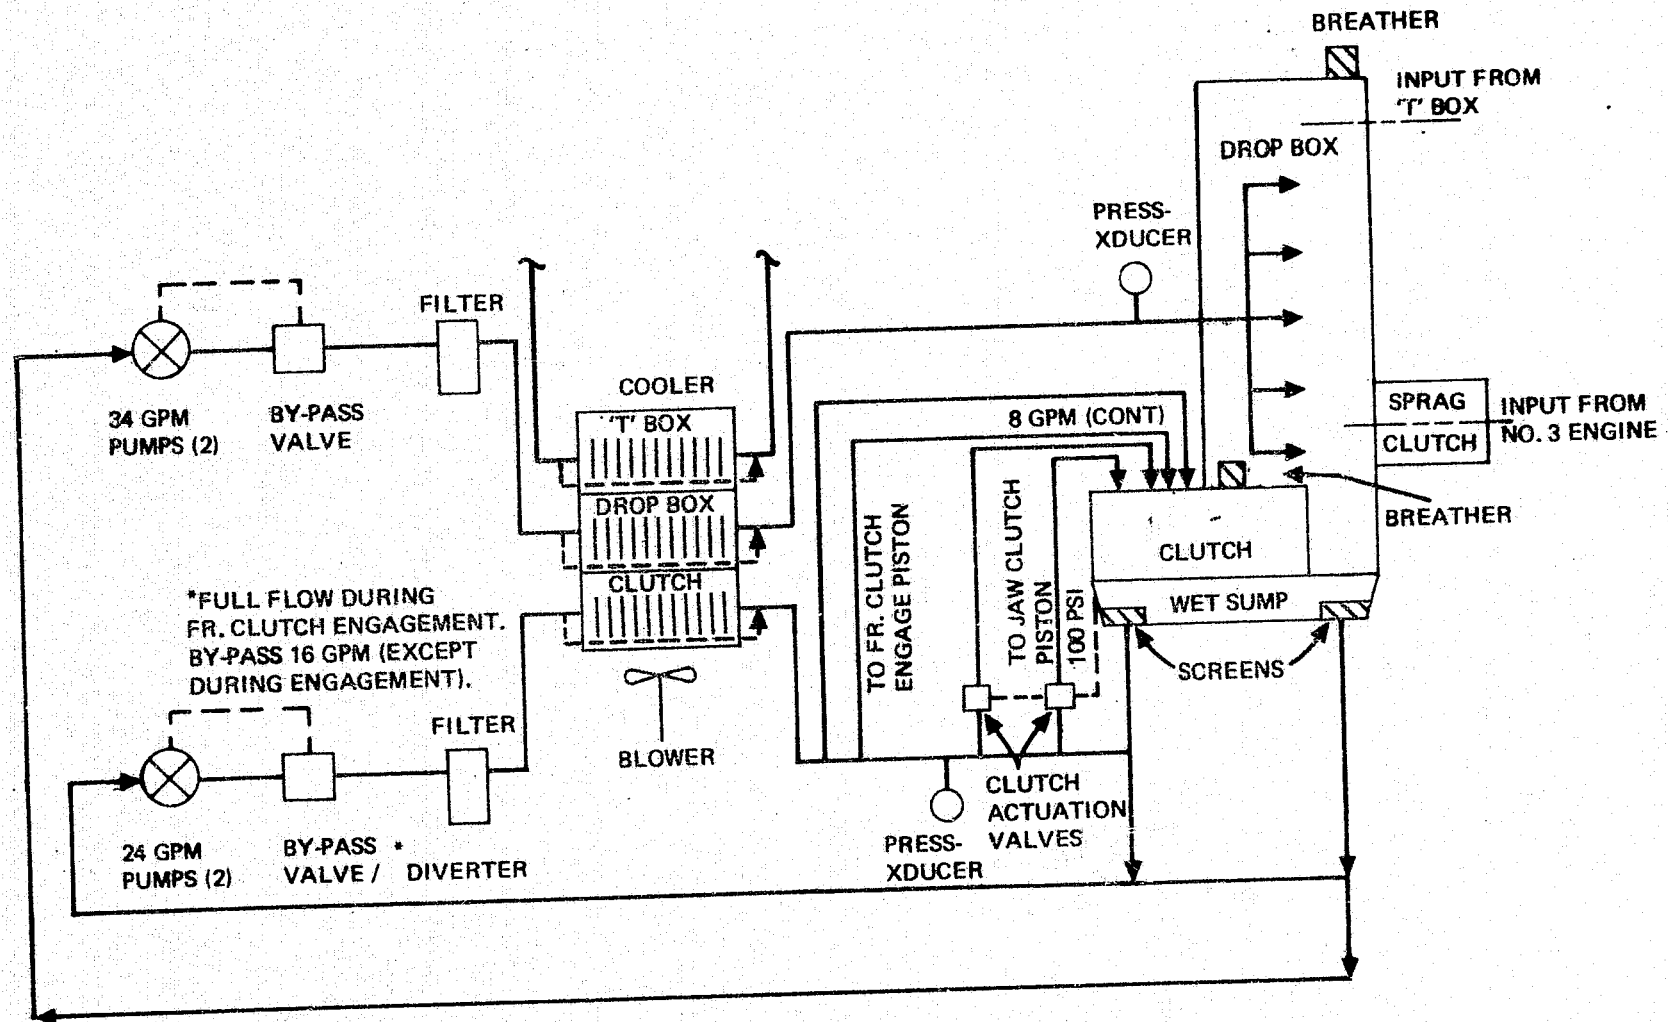 BREATHER
INPUT FROM
'T' BOX
DROP BOX
PRESS-
XDUCER
FILTER
COOLER
'T' BOX
34 GPM
PUMPS (2)
BY-PASS
VALVE
8 GPM (CONT)
SPRAG
CLUTCH
INPUT FROM
NO. 3 ENGINE
DROP BOX
BREATHER
CLUTCH
CLUTCH
WET SUMP
TO FR. CLUTCH
ENGAGE PISTON
TO JAW CLUTCH
PISTON
100 PSI
*FULL FLOW DURING
FR. CLUTCH ENGAGEMENT.
BY-PASS 16 GPM (EXCEPT
DURING ENGAGEMENT).
SCREENS
FILTER
BLOWER
CLUTCH
ACTUATION
VALVES
PRESS-
XDUCER
24 GPM
PUMPS (2)
BY-PASS *
VALVE / DIVERTER